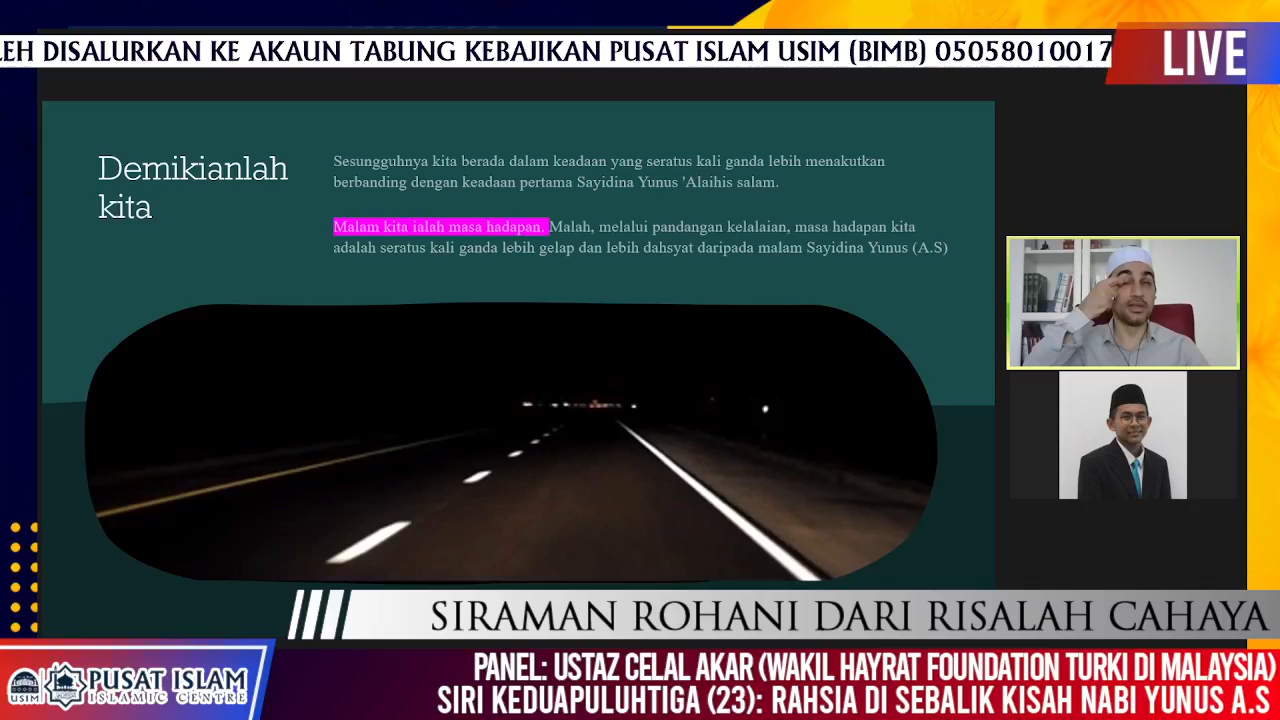 LEH DISALURKAN KE AKAUN TABUNG KEBAJIKAN PUSAT ISLAM USIM (BIMB) 05058010017
LIVE
Demikianlah
kita
Sesungguhnya kita berada dalam keadaan yang seratus kali ganda lebih menakutkan
berbanding dengan keadaan pertama Sayidina Yunus 'Alaihis salam.
Malam kita ialah masa hadapan. Malah, melalui pandangan kelalaian, masa hadapan kita
adalah seratus kali ganda lebih gelap dan lebih dahsyat daripada malam Sayidina Yunus (A.S)
SIRAMAN ROHANI DARI RISALAH CAHAYA
USIM
PUSAT ISLAM
ISLAMIC CENTRE
PANEL: USTAZ CELAL AKAR (WAKIL HAYRAT FOUNDATION TURKI DI MALAYSIA)
SIRI KEDUAPULUHTIGA (23): RAHSIA DI SEBALIK KISAH NABI YUNUS A.S